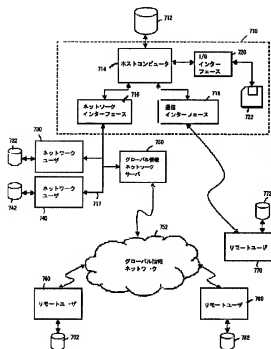 712
710
714
ホストコンピュータ
720
I/O
インター
フェース
716
ネットワーク
インターフェース
718
通信
インターフェース
722
732
730
ネットワーク
ユーザ
750
グローバル情報
ネットワーク
サーバ
742
740
ネットワーク
ユーザ
717
772
752
グローバル情報
ネットワーク
リモートユーザ
770
760
リモートユーザ
780
リモートユーザ
762
782